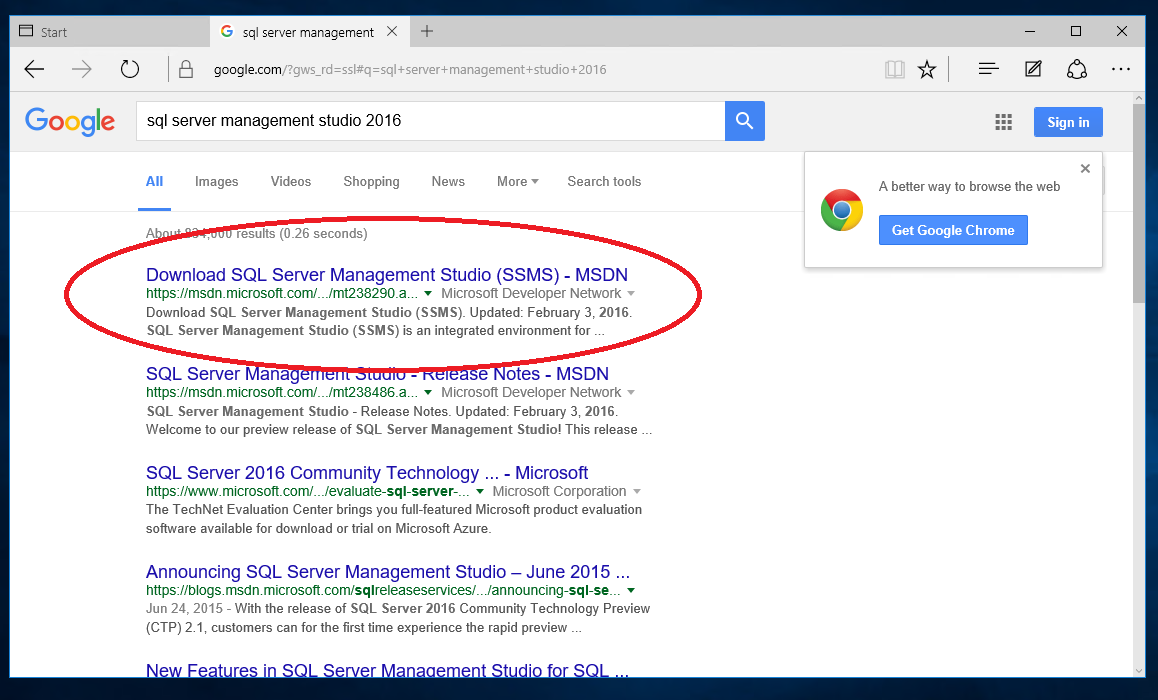 Start
sql server management
google.com/?gws_rd=ssl#q=sql+server+management+studio+2016
Google
sql server management studio 2016
Sign in
All Images Videos Shopping News More Search tools
A better way to browse the web
Get Google Chrome
About 834,000 results (0.26 seconds)
Download SQL Server Management Studio (SSMS) - MSDN
https://msdn.microsoft.com/.../mt238290.a... Microsoft Developer Network
Download SQL Server Management Studio (SSMS). Updated: February 3, 2016.
SQL Server Management Studio (SSMS) is an integrated environment for ...
SQL Server Management Studio - Release Notes - MSDN
https://msdn.microsoft.com/.../mt238486.a... Microsoft Developer Network
SQL Server Management Studio - Release Notes. Updated: February 3, 2016.
Welcome to our preview release of SQL Server Management Studio! This release ...
SQL Server 2016 Community Technology ... - Microsoft
https://www.microsoft.com/.../evaluate-sql-server-... Microsoft Corporation
The TechNet Evaluation Center brings you full-featured Microsoft product evaluation
software available for download or trial on Microsoft Azure.
Announcing SQL Server Management Studio – June 2015 ...
https://blogs.msdn.microsoft.com/sqlreleaseservices/.../announcing-sql-se...
Jun 24, 2015 - With the release of SQL Server 2016 Community Technology Preview
(CTP) 2.1, customers can for the first time experience the rapid preview ...
New Features in SQL Server Management Studio for SQL ...